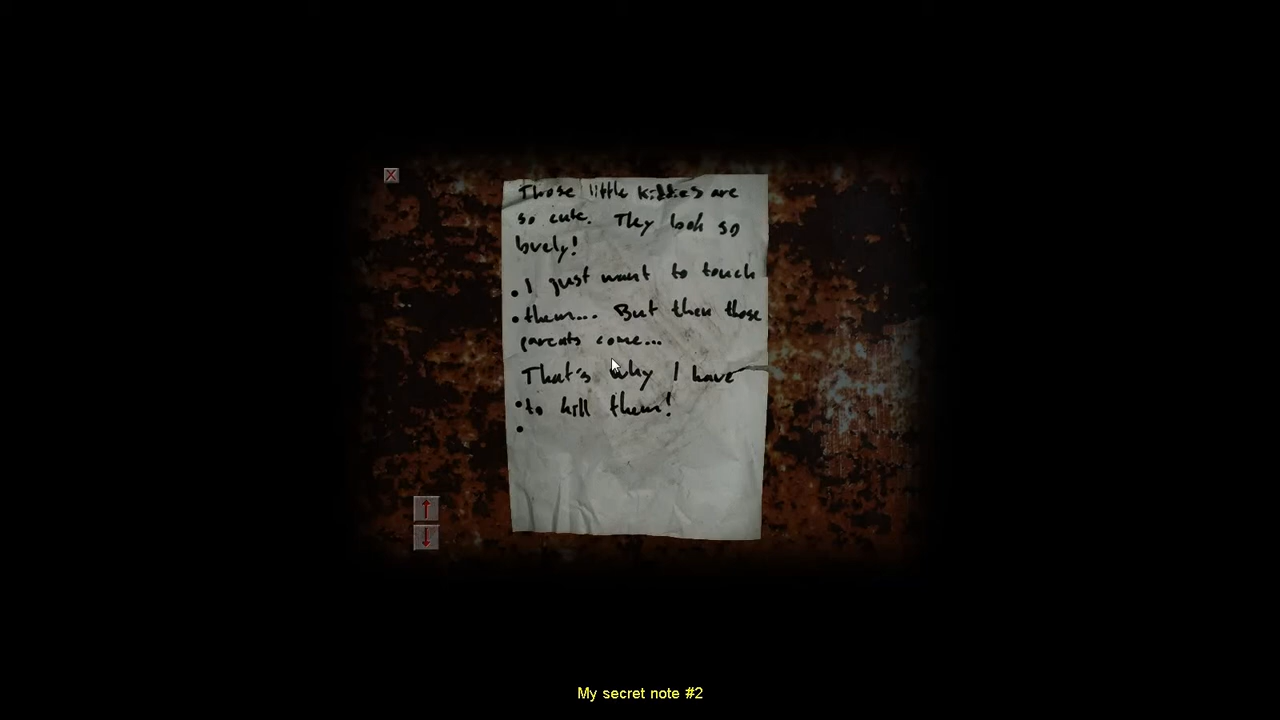 Those little kitties are
so cute. They look so
lovely!
I just want to touch
them... But then those
parents come...
That's why I have
to kill them!
My secret note #2